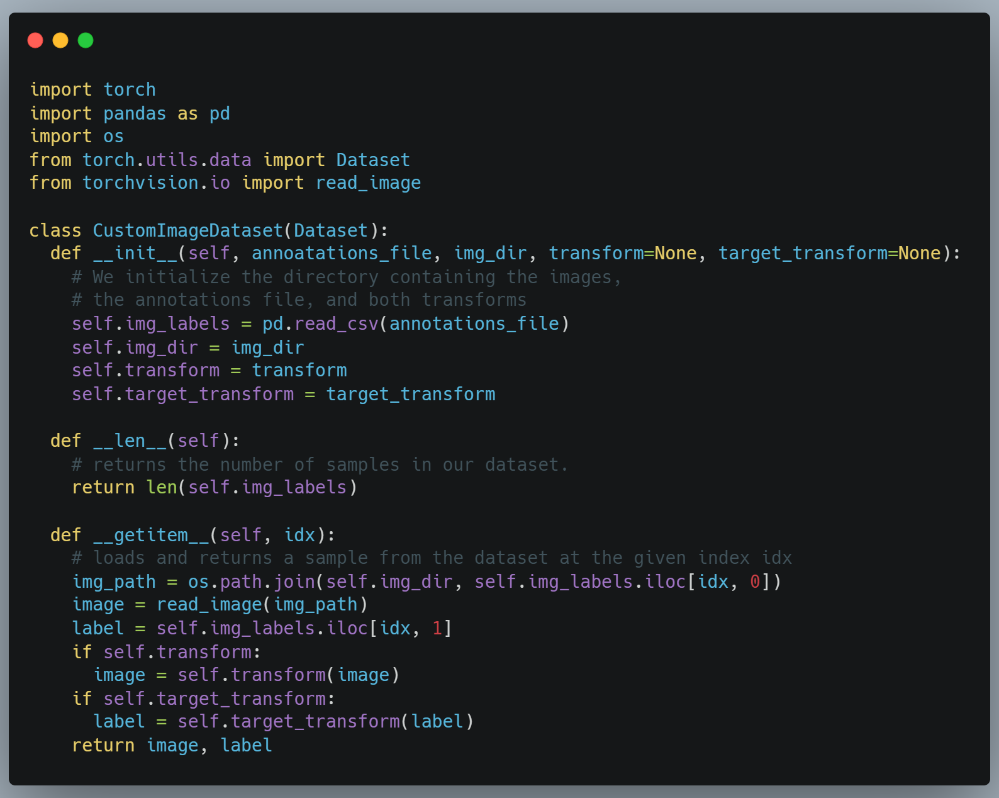 import torch
import pandas as pd
import os
from torch.utils.data import Dataset
from torchvision.io import read_image

class CustomImageDataset(Dataset):
  def __init__(self, annoatations_file, img_dir, transform=None, target_transform=None):
    # We initialize the directory containing the images,
    # the annotations file, and both transforms
    self.img_labels = pd.read_csv(annotations_file)
    self.img_dir = img_dir
    self.transform = transform
    self.target_transform = target_transform

  def __len__(self):
    # returns the number of samples in our dataset.
    return len(self.img_labels)

  def __getitem__(self, idx):
    # loads and returns a sample from the dataset at the given index idx
    img_path = os.path.join(self.img_dir, self.img_labels.iloc[idx, 0])
    image = read_image(img_path)
    label = self.img_labels.iloc[idx, 1]
    if self.transform:
      image = self.transform(image)
    if self.target_transform:
      label = self.target_transform(label)
    return image, label